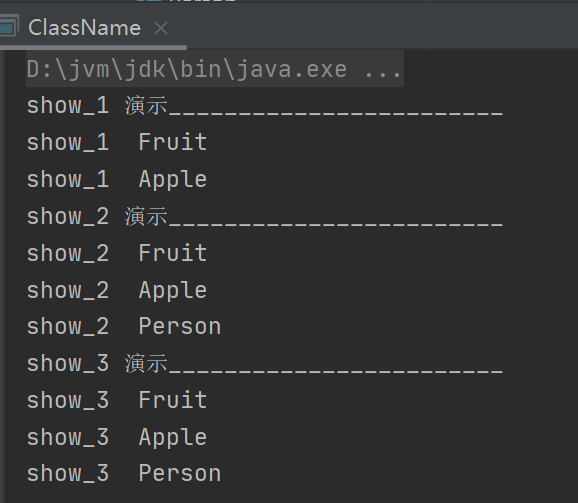 ClassName
D:\jvm\jdk\bin\java.exe ...
show_1 演示________________________
show_1  Fruit
show_1  Apple
show_2 演示________________________
show_2  Fruit
show_2  Apple
show_2  Person
show_3 演示________________________
show_3  Fruit
show_3  Apple
show_3  Person